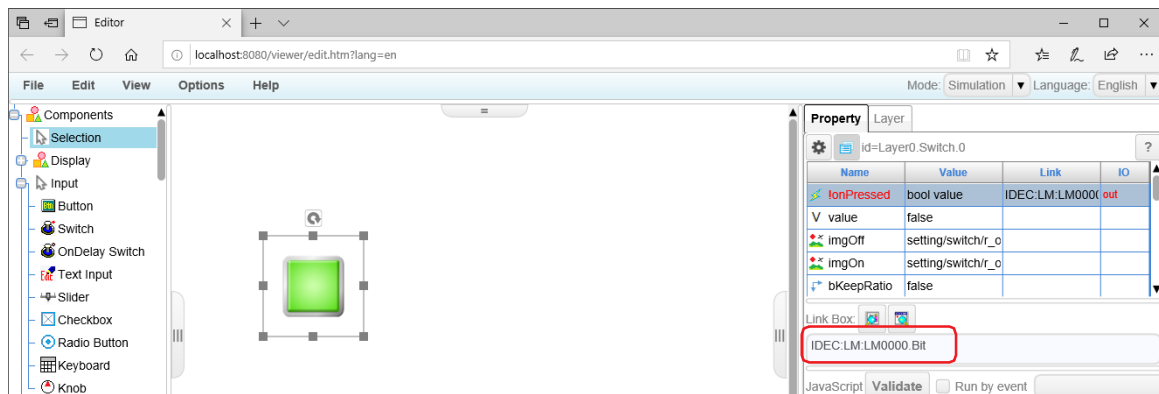 Editor
localhost:8080/viewer/edit.htm?lang=en
File Edit View Options Help Mode: Simulation Language: English
Components
Selection
Display
Input
Button
Switch
OnDelay Switch
Text Input
Slider
Checkbox
Radio Button
Keyboard
Knob
Property Layer
id=Layer0.Switch.0 ?
Name Value Link IO
!onPressed bool value IDEC:LM:LM000( out
V value false
imgOff setting/switch/r_o
imgOn setting/switch/r_o
bKeepRatio false
Link Box:
IDEC:LM:LM0000.Bit
JavaScript Validate Run by event